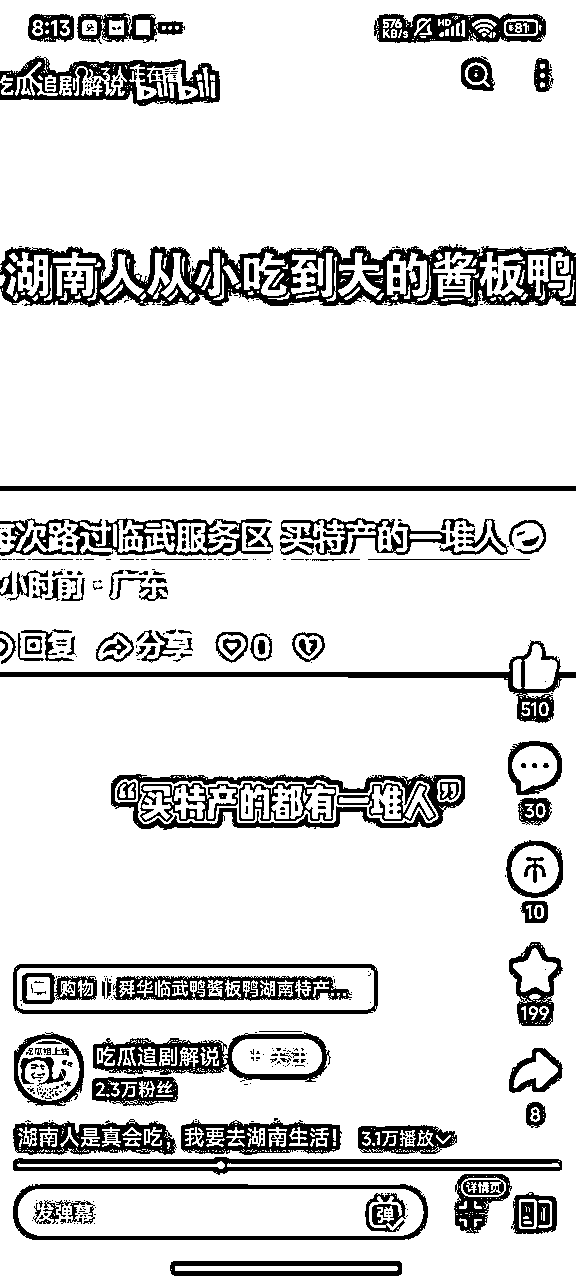 8:13
576 KB/s HD 81
吃瓜追剧解说 bilibili
3人正在看
湖南人从小吃到大的酱板鸭
每次路过临武服务区 买特产的一堆人
小时前 · 广东
回复 分享 0
510
“买特产的都有一堆人”
30
10
购物 | 舜华临武鸭酱板鸭湖南特产...
199
吃瓜追剧解说 + 关注
2.3万粉丝
8
湖南人是真会吃，我要去湖南生活！ 3.1万播放
发弹幕 弹
详情页